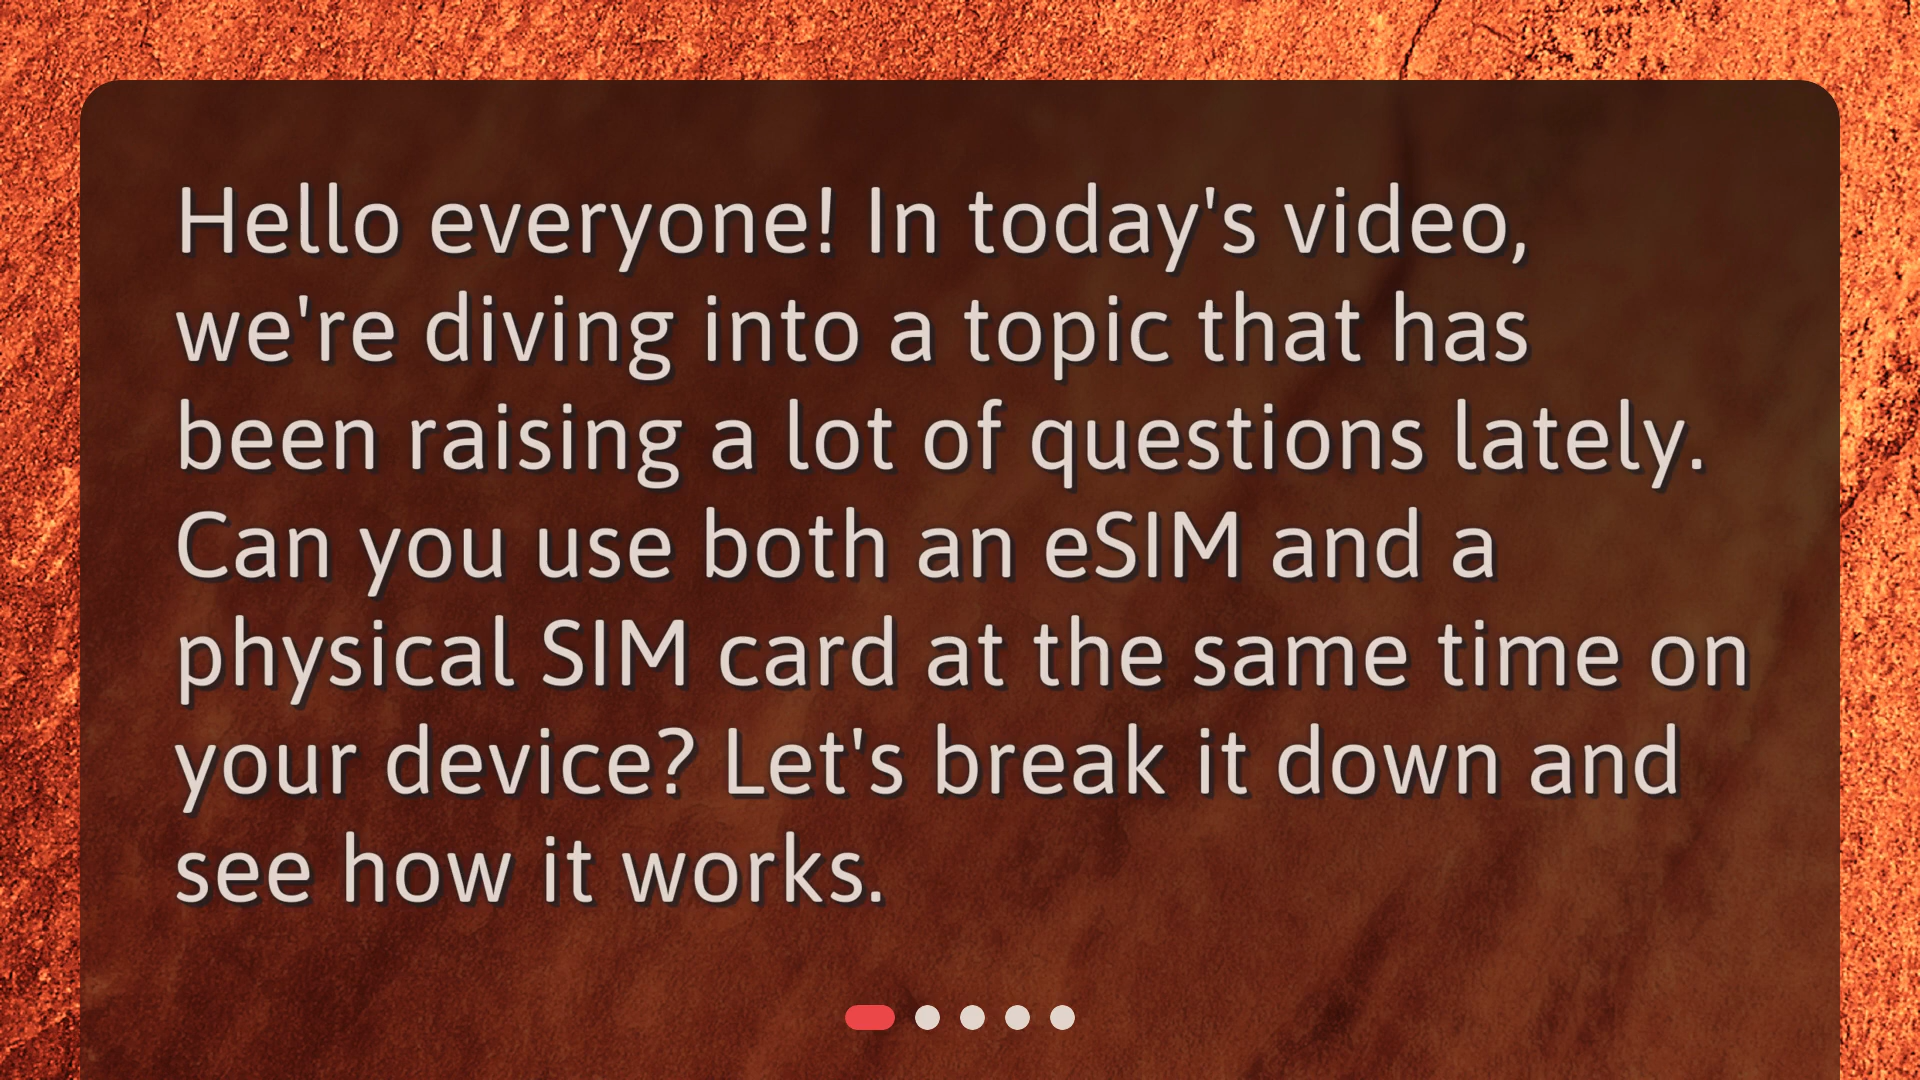 Hello everyone! In today's video,
we're diving into a topic that has
been raising a lot of questions lately.
Can you use both an eSIM and a
physical SIM card at the same time on
your device? Let's break it down and
see how it works.